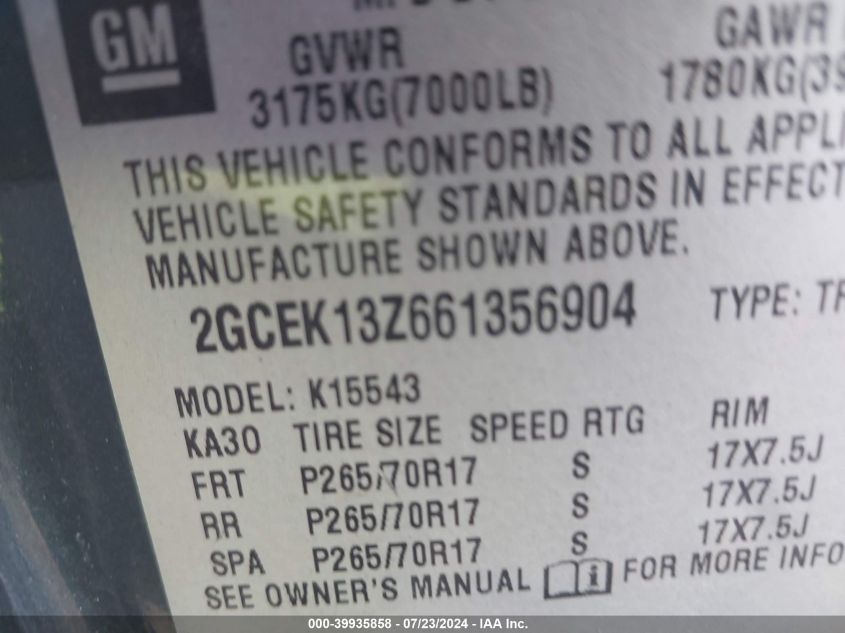 GM
GVWR GAWR
3175KG(7000LB) 1780KG(39
THIS VEHICLE CONFORMS TO ALL APPLI
VEHICLE SAFETY STANDARDS IN EFFECT
MANUFACTURE SHOWN ABOVE.
2GCEK13Z661356904 TYPE: TR
MODEL: K15543
KA30 TIRE SIZE SPEED RTG RIM
FRT P265/70R17 S 17X7.5J
RR P265/70R17 S 17X7.5J
SPA P265/70R17 S 17X7.5J
SEE OWNER'S MANUAL i FOR MORE INFO
000-39935858 - 07/23/2024 - IAA Inc.